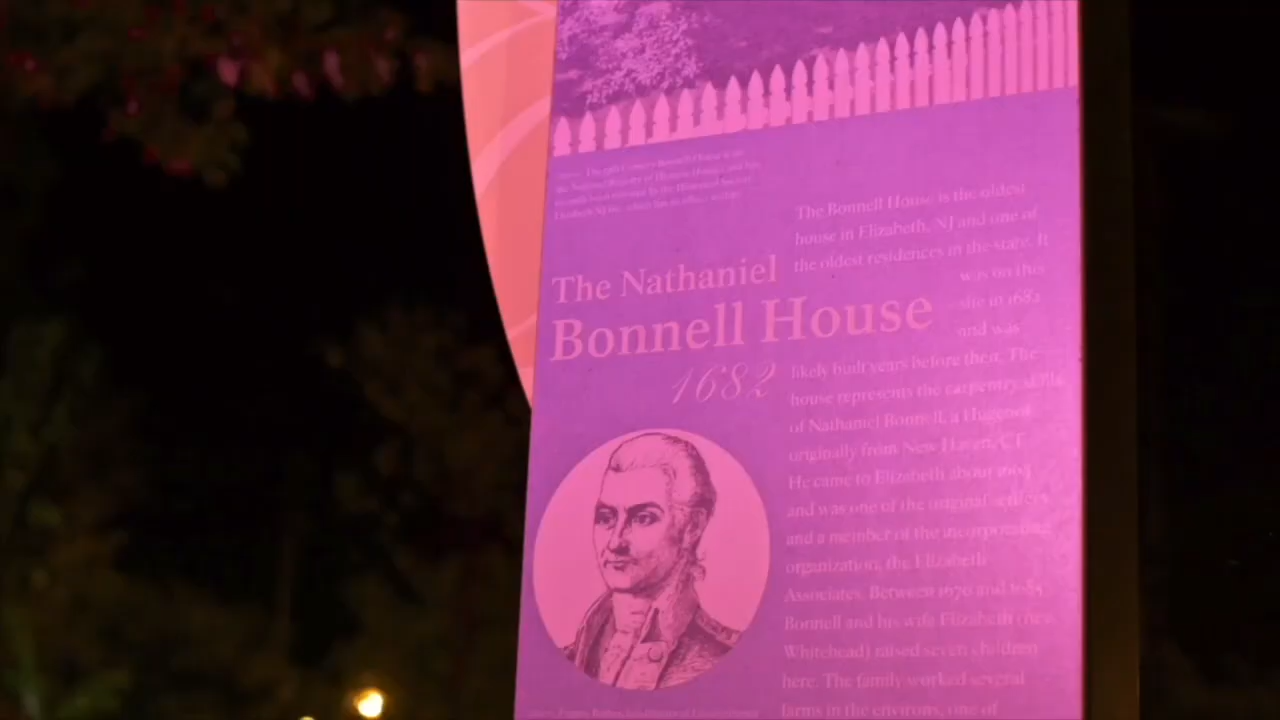 The Bonnell House is the oldest
house in Elizabeth, NJ and one of
the oldest residences in the state. It
was on this
site in 1682
and was
likely built years before then. The
house represents the carpentry skills
of Nathaniel Bonnell, a Hugenot
originally from New Haven, CT.
He came to Elizabeth about
and was one of the original settlers
and a member of the incorporating
organization, the Elizabeth
Associates. Between 1670 and
Bonnell and his wife Elizabeth (nee
Whitehead) raised seven children
here. The family worked several
farms in the environs, one of
The Nathaniel
Bonnell House
1682